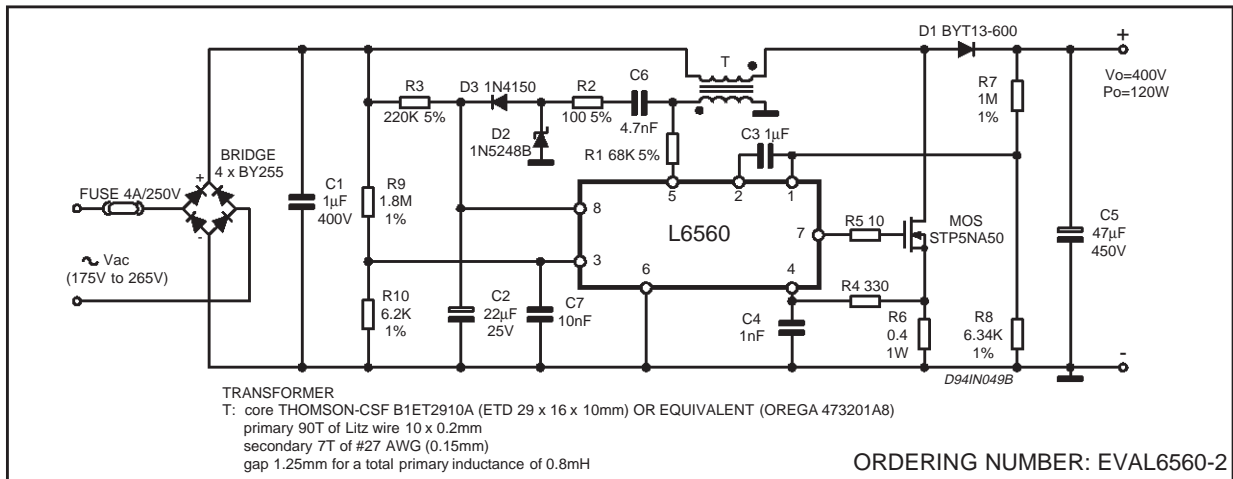 D1 BYT13-600
+
Vo=400V
Po=120W
T
R3
220K 5%
D3 1N4150
R2
100 5%
C6
4.7nF
R7
1M
1%
D2
1N5248B
R1 68K 5%
C3 1μF
BRIDGE
4 x BY255
FUSE 4A/250V
+
-
C1
1μF
400V
R9
1.8M
1%
5
2
1
8
L6560
7
R5 10
MOS
STP5NA50
C5
47μF
450V
3
6
4
Vac
(175V to 265V)
R10
6.2K
1%
C2
22μF
25V
C7
10nF
C4
1nF
R4 330
R6
0.4
1W
R8
6.34K
1%
-
D94IN049B
TRANSFORMER
T: core THOMSON-CSF B1ET2910A (ETD 29 x 16 x 10mm) OR EQUIVALENT (OREGA 473201A8)
primary 90T of Litz wire 10 x 0.2mm
secondary 7T of #27 AWG (0.15mm)
gap 1.25mm for a total primary inductance of 0.8mH
ORDERING NUMBER: EVAL6560-2